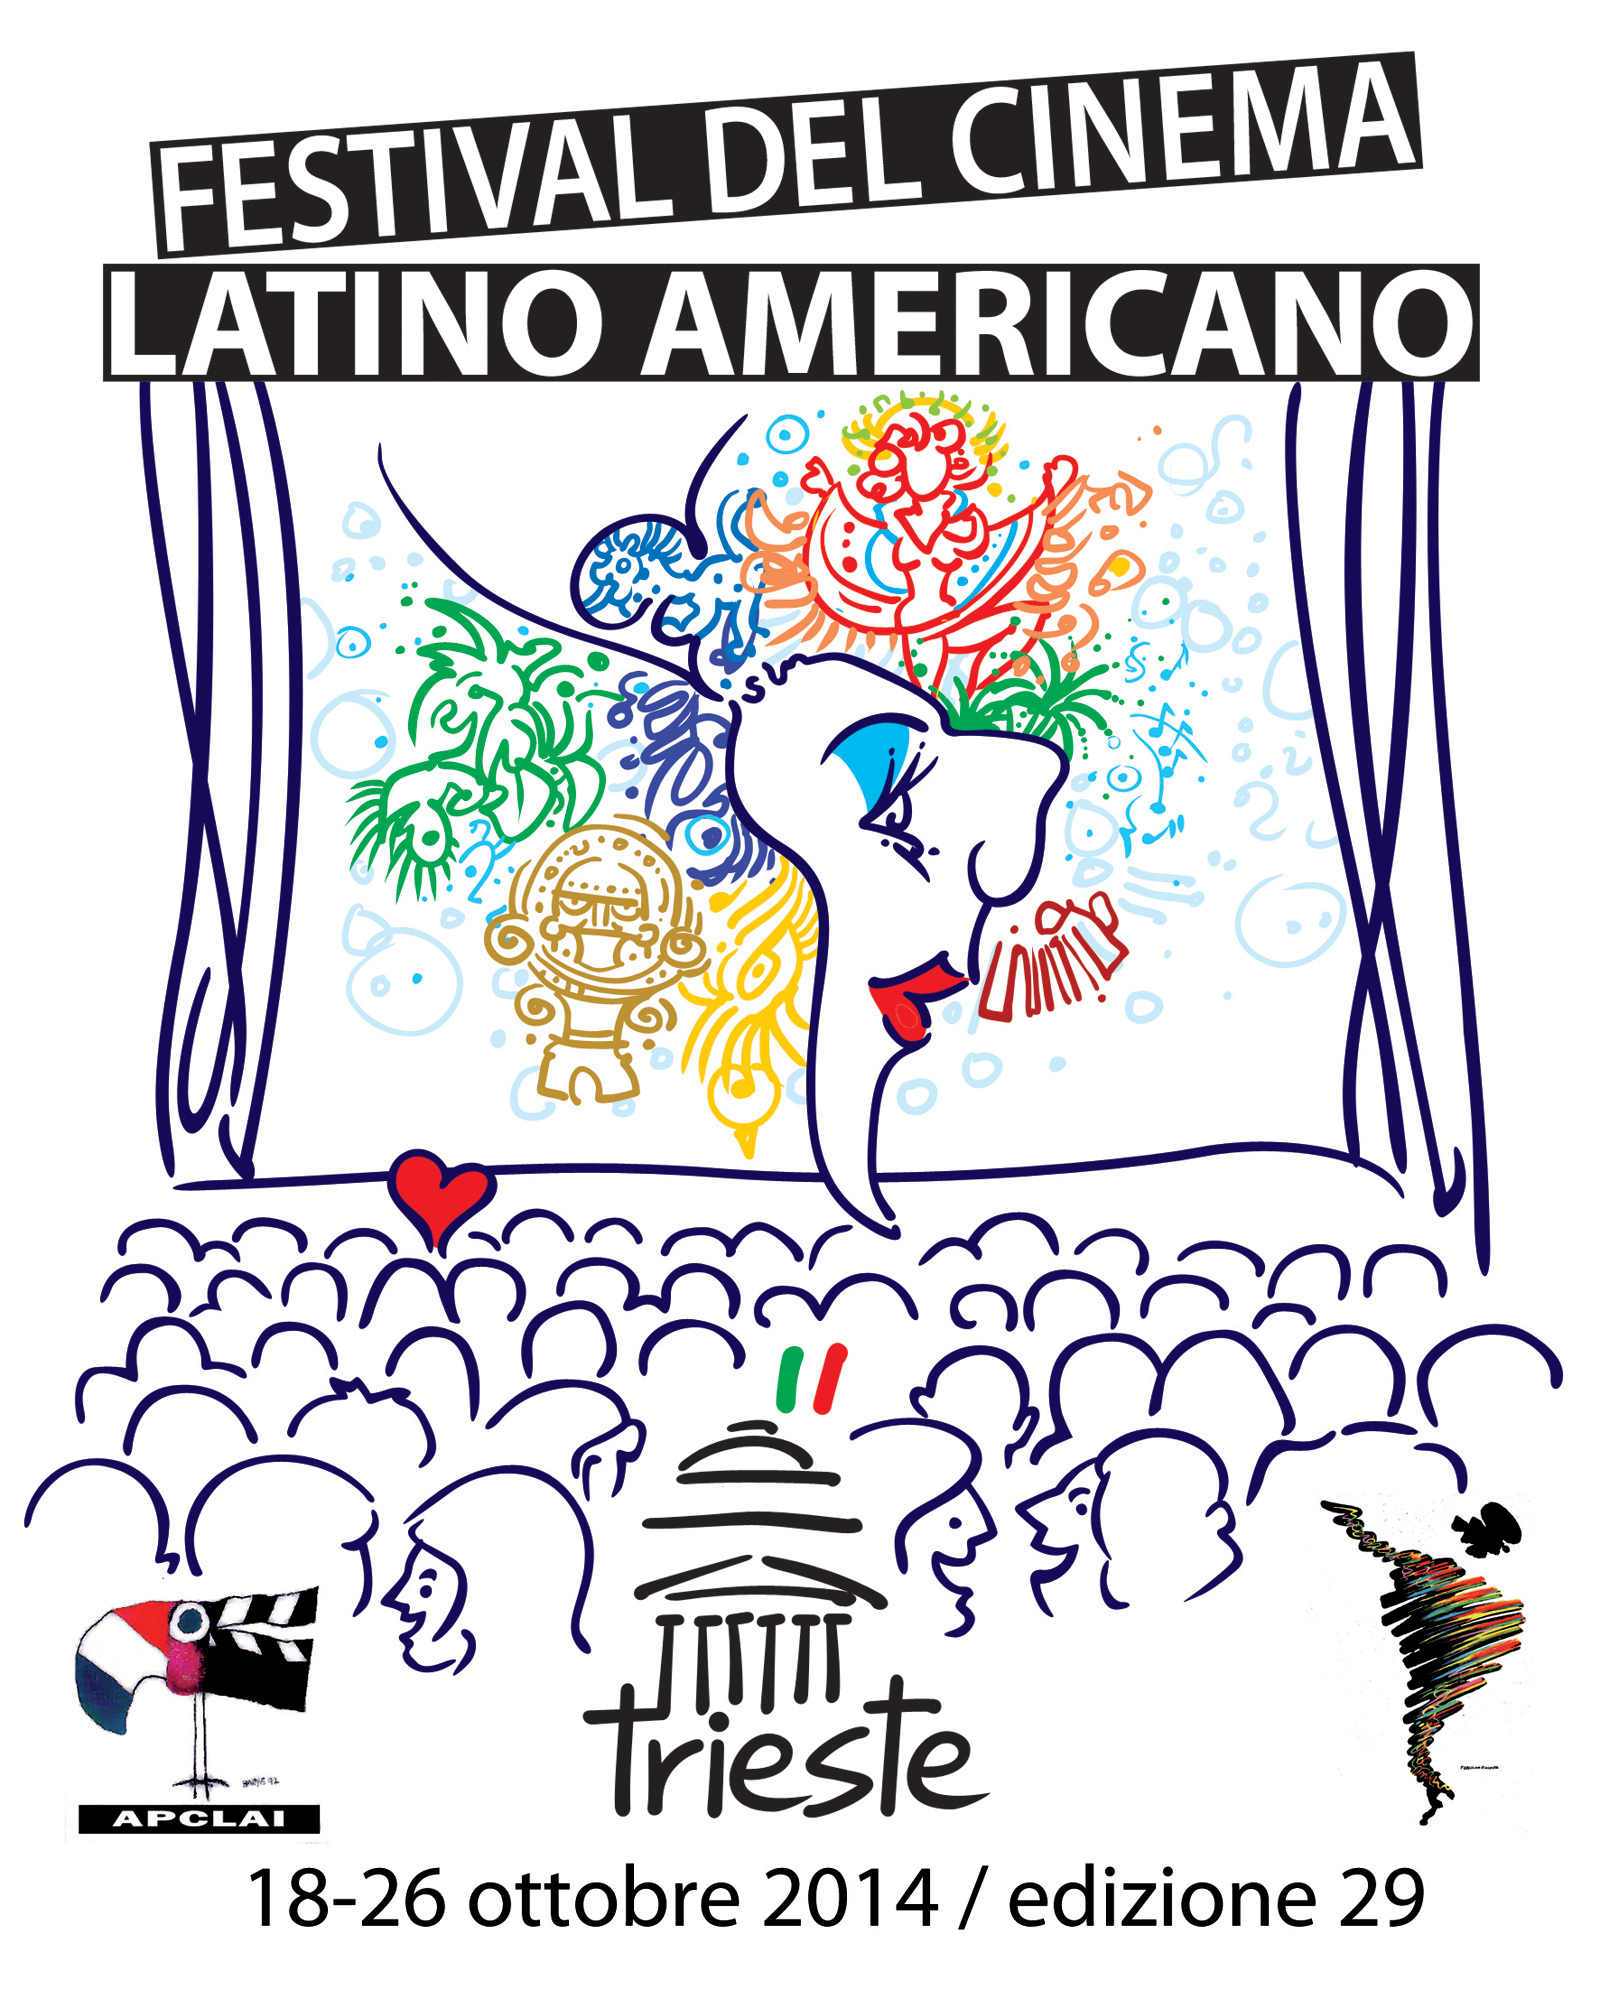 FESTIVAL DEL CINEMA
LATINO AMERICANO
trieste
APCLAI
18-26 ottobre 2014 / edizione 29